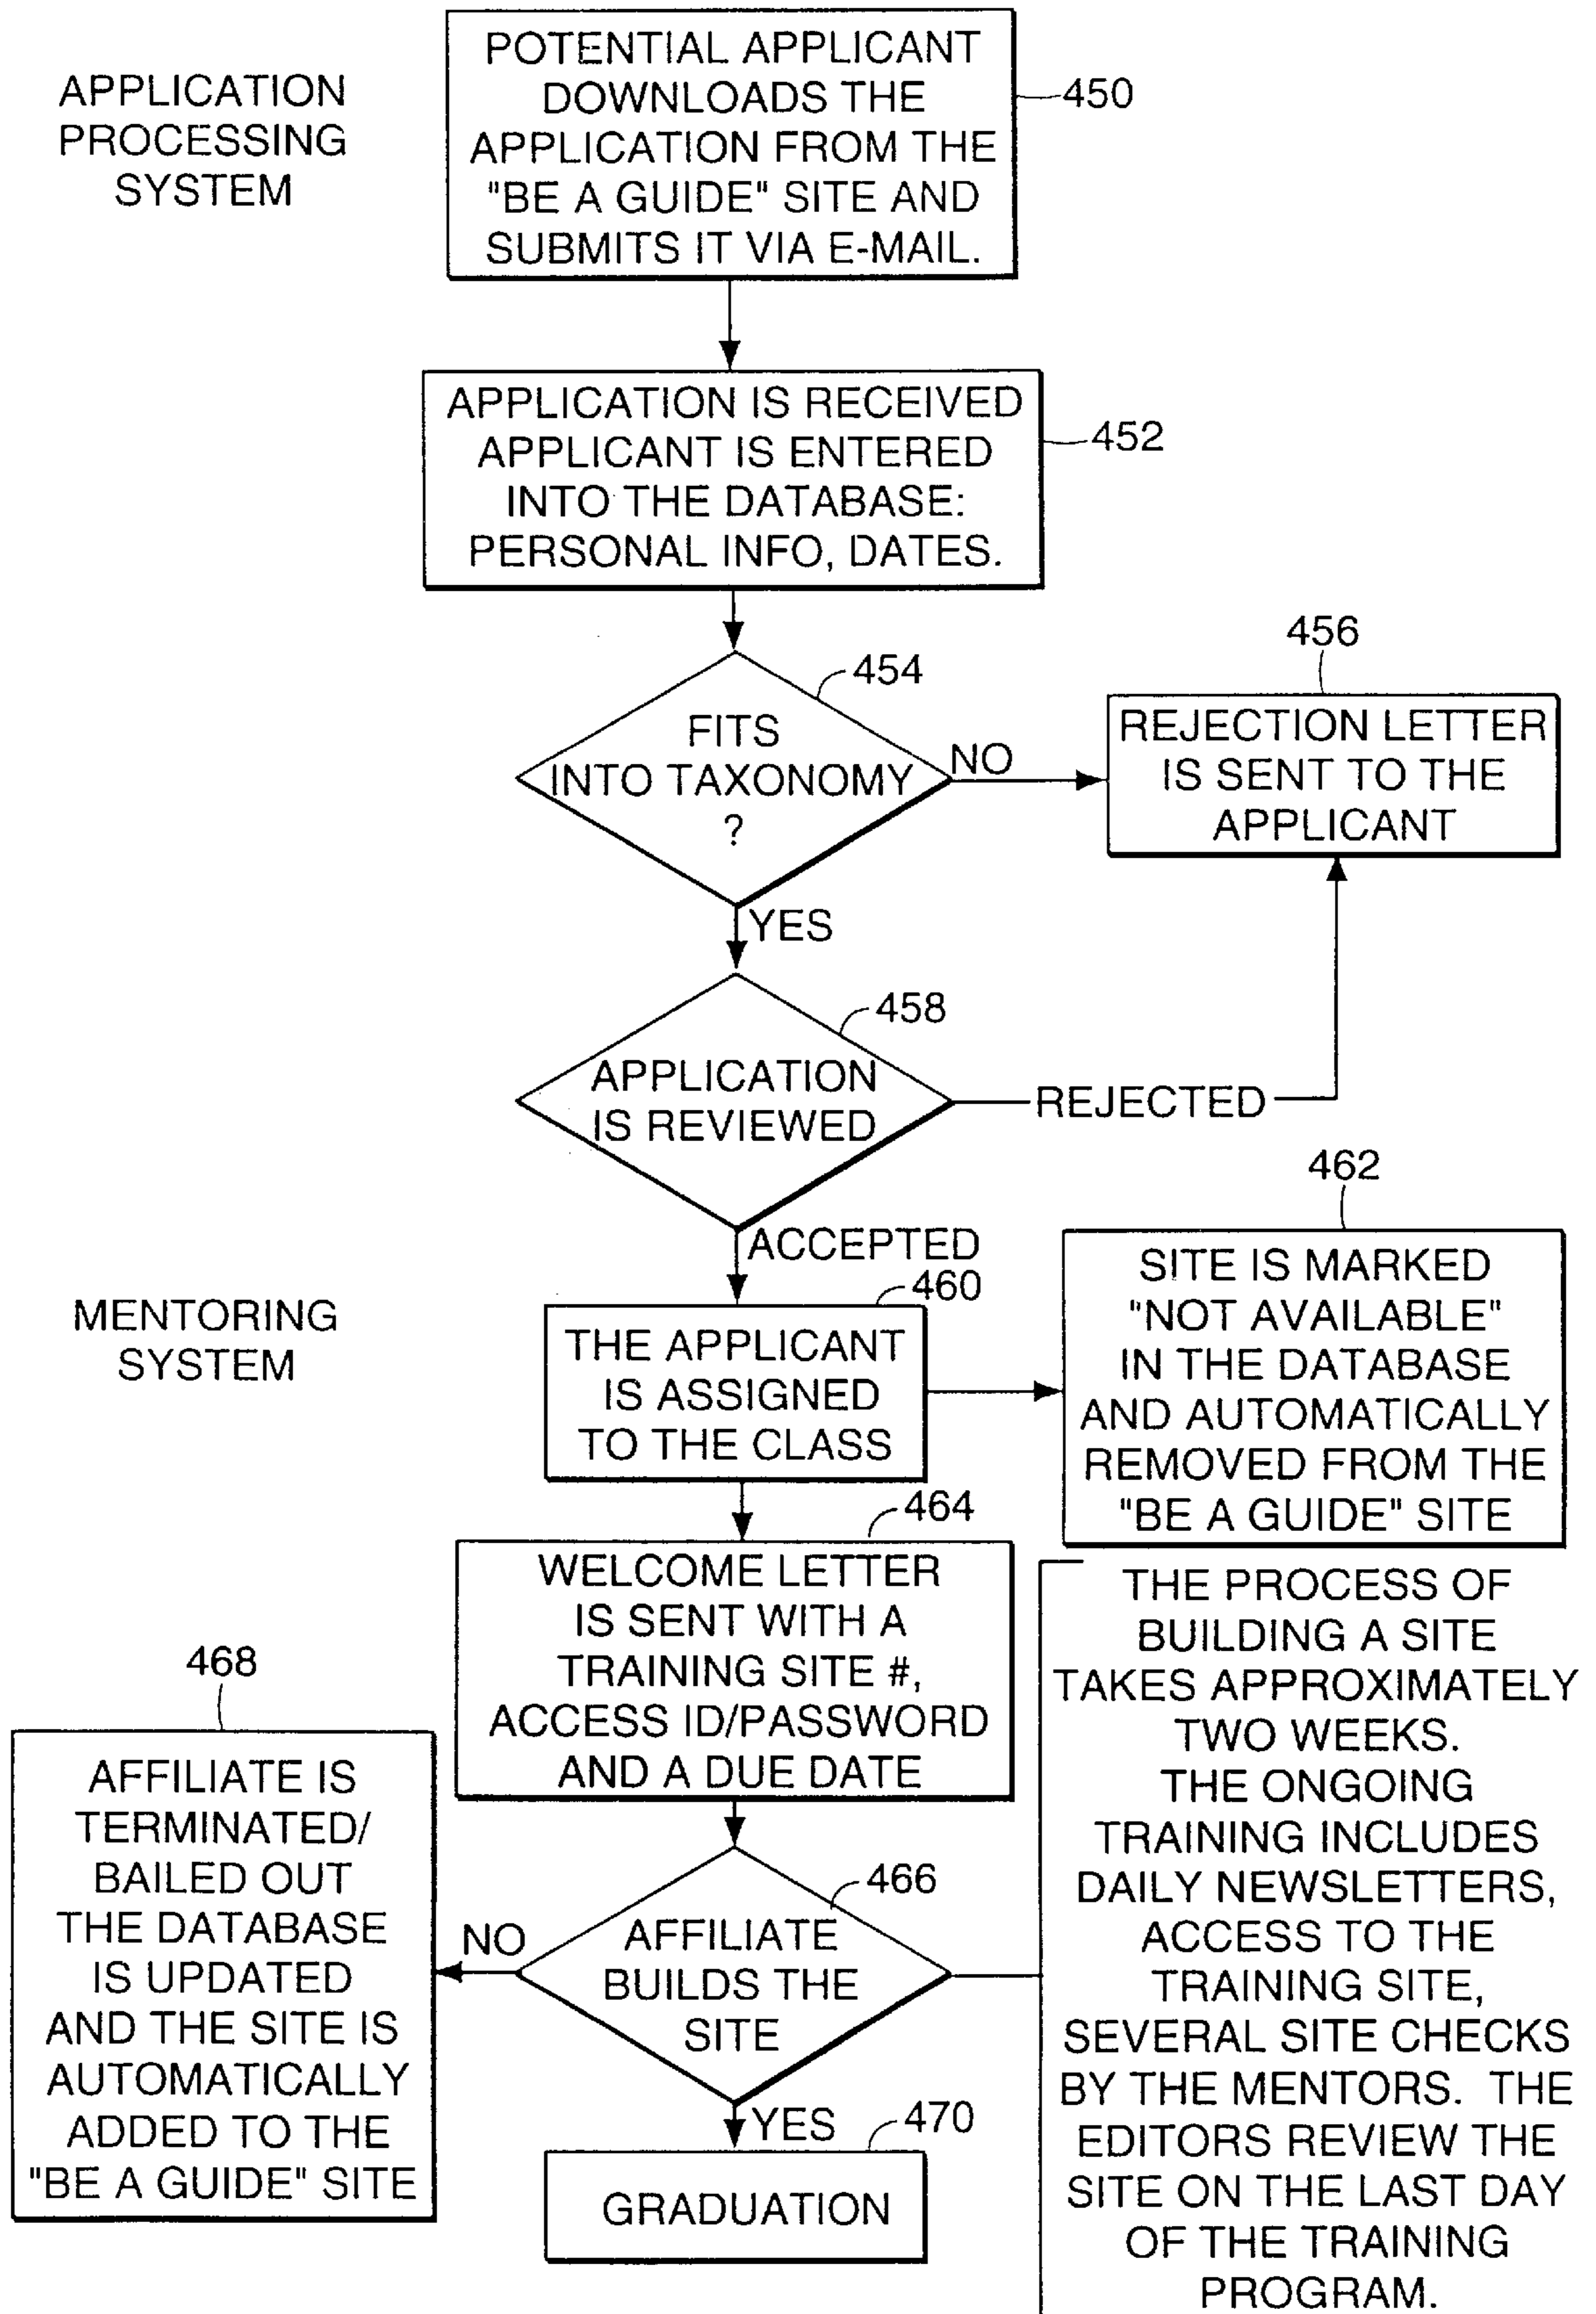 APPLICATION
PROCESSING
SYSTEM
POTENTIAL APPLICANT
DOWNLOADS THE
APPLICATION FROM THE
"BE A GUIDE" SITE AND
SUBMITS IT VIA E-MAIL.
450
APPLICATION IS RECEIVED
APPLICANT IS ENTERED
INTO THE DATABASE:
PERSONAL INFO, DATES.
452
454
FITS
INTO TAXONOMY
?
NO
456
REJECTION LETTER
IS SENT TO THE
APPLICANT
YES
458
APPLICATION
IS REVIEWED
REJECTED
ACCEPTED
MENTORING
SYSTEM
460
THE APPLICANT
IS ASSIGNED
TO THE CLASS
462
SITE IS MARKED
"NOT AVAILABLE"
IN THE DATABASE
AND AUTOMATICALLY
REMOVED FROM THE
"BE A GUIDE" SITE
464
WELCOME LETTER
IS SENT WITH A
TRAINING SITE #,
ACCESS ID/PASSWORD
AND A DUE DATE
466
AFFILIATE
BUILDS THE
SITE
NO
468
AFFILIATE IS
TERMINATED/
BAILED OUT
THE DATABASE
IS UPDATED
AND THE SITE IS
AUTOMATICALLY
ADDED TO THE
"BE A GUIDE" SITE
YES
470
GRADUATION
THE PROCESS OF
BUILDING A SITE
TAKES APPROXIMATELY
TWO WEEKS.
THE ONGOING
TRAINING INCLUDES
DAILY NEWSLETTERS,
ACCESS TO THE
TRAINING SITE,
SEVERAL SITE CHECKS
BY THE MENTORS. THE
EDITORS REVIEW THE
SITE ON THE LAST DAY
OF THE TRAINING
PROGRAM.